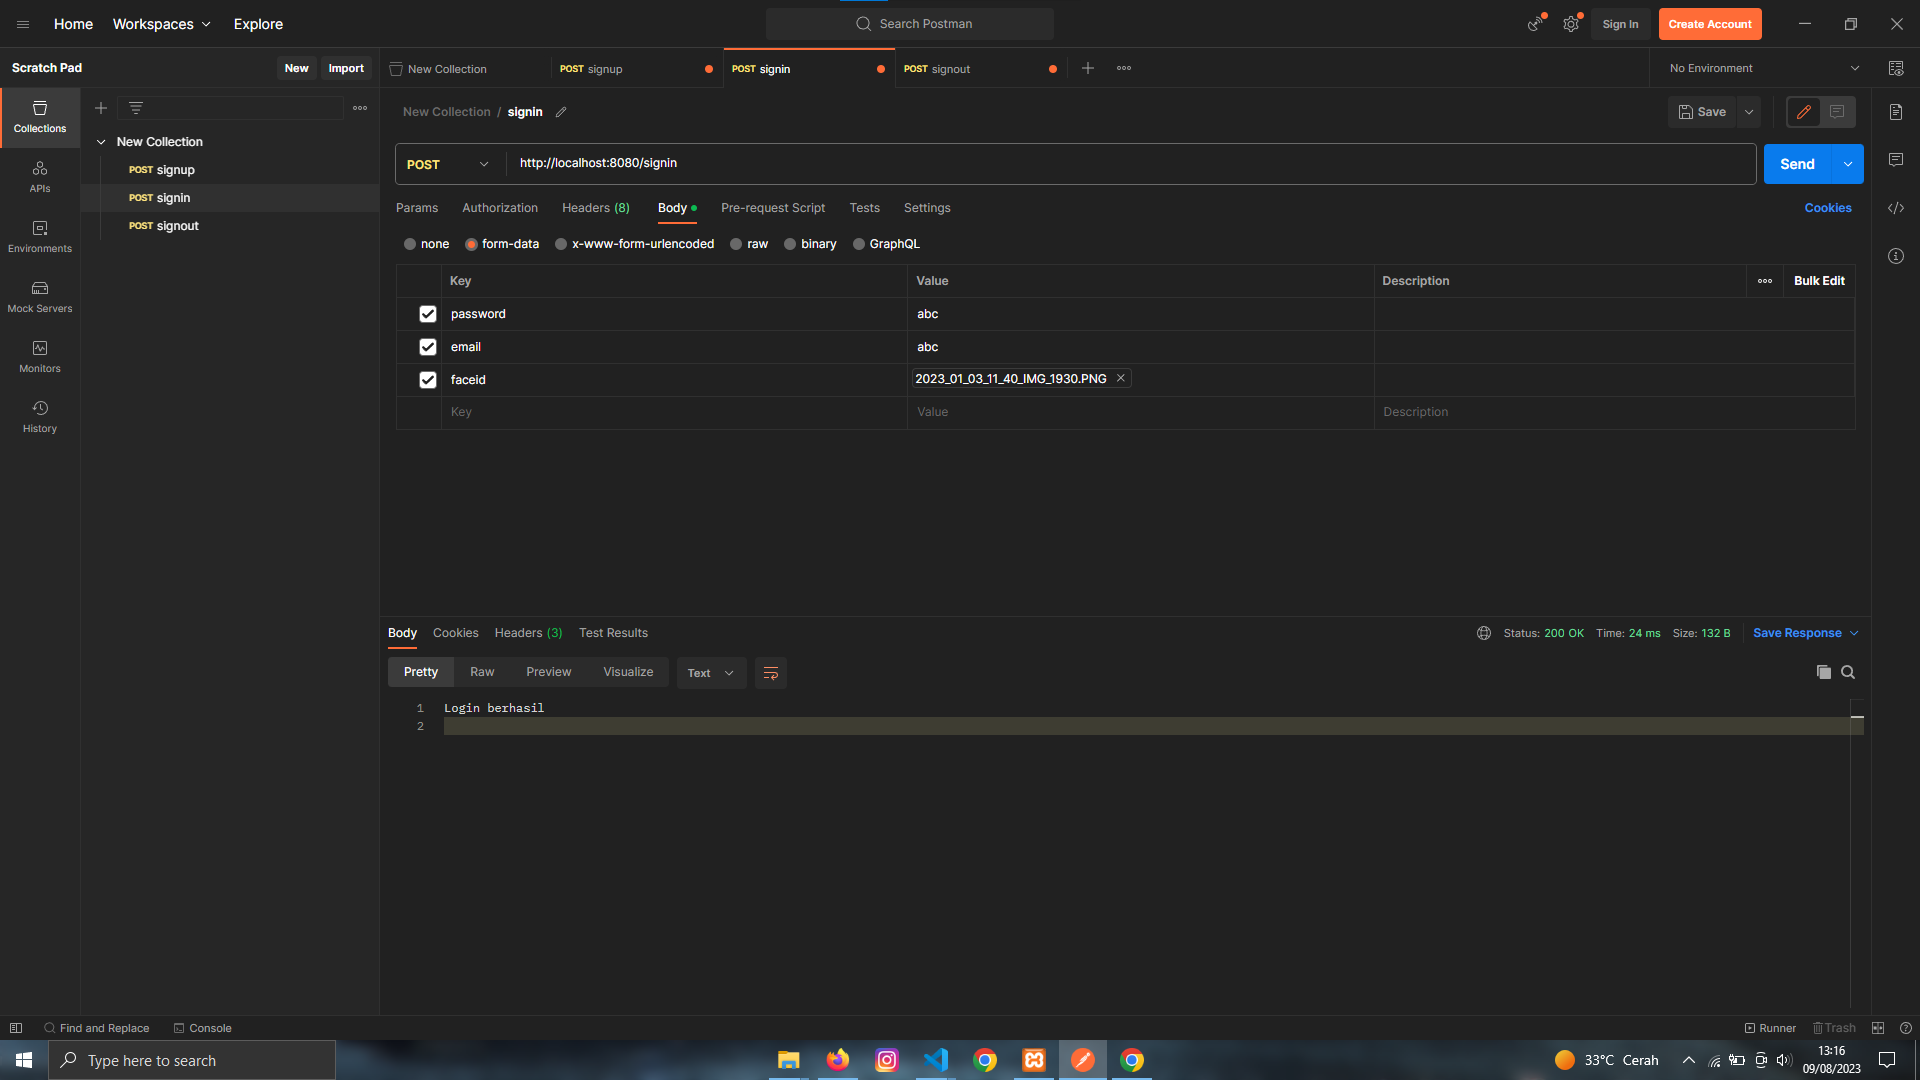 Home Workspaces Explore Search Postman Sign In Create Account
Scratch Pad New Import New Collection POST signup POST signin POST signout No Environment
Collections
APIs
Environments
Mock Servers
Monitors
History
New Collection
POST signup
POST signin
POST signout
New Collection / signin Save
POST http://localhost:8080/signin Send
Params Authorization Headers (8) Body Pre-request Script Tests Settings Cookies
none form-data x-www-form-urlencoded raw binary GraphQL
Key Value Description Bulk Edit
password abc
email abc
faceid 2023_01_03_11_40_IMG_1930.PNG
Key Value Description
Body Cookies Headers (3) Test Results Status: 200 OK Time: 24 ms Size: 132 B Save Response
Pretty Raw Preview Visualize Text
1 Login berhasil
2
Find and Replace Console Runner Trash
Type here to search 33°C Cerah 13:16
09/08/2023